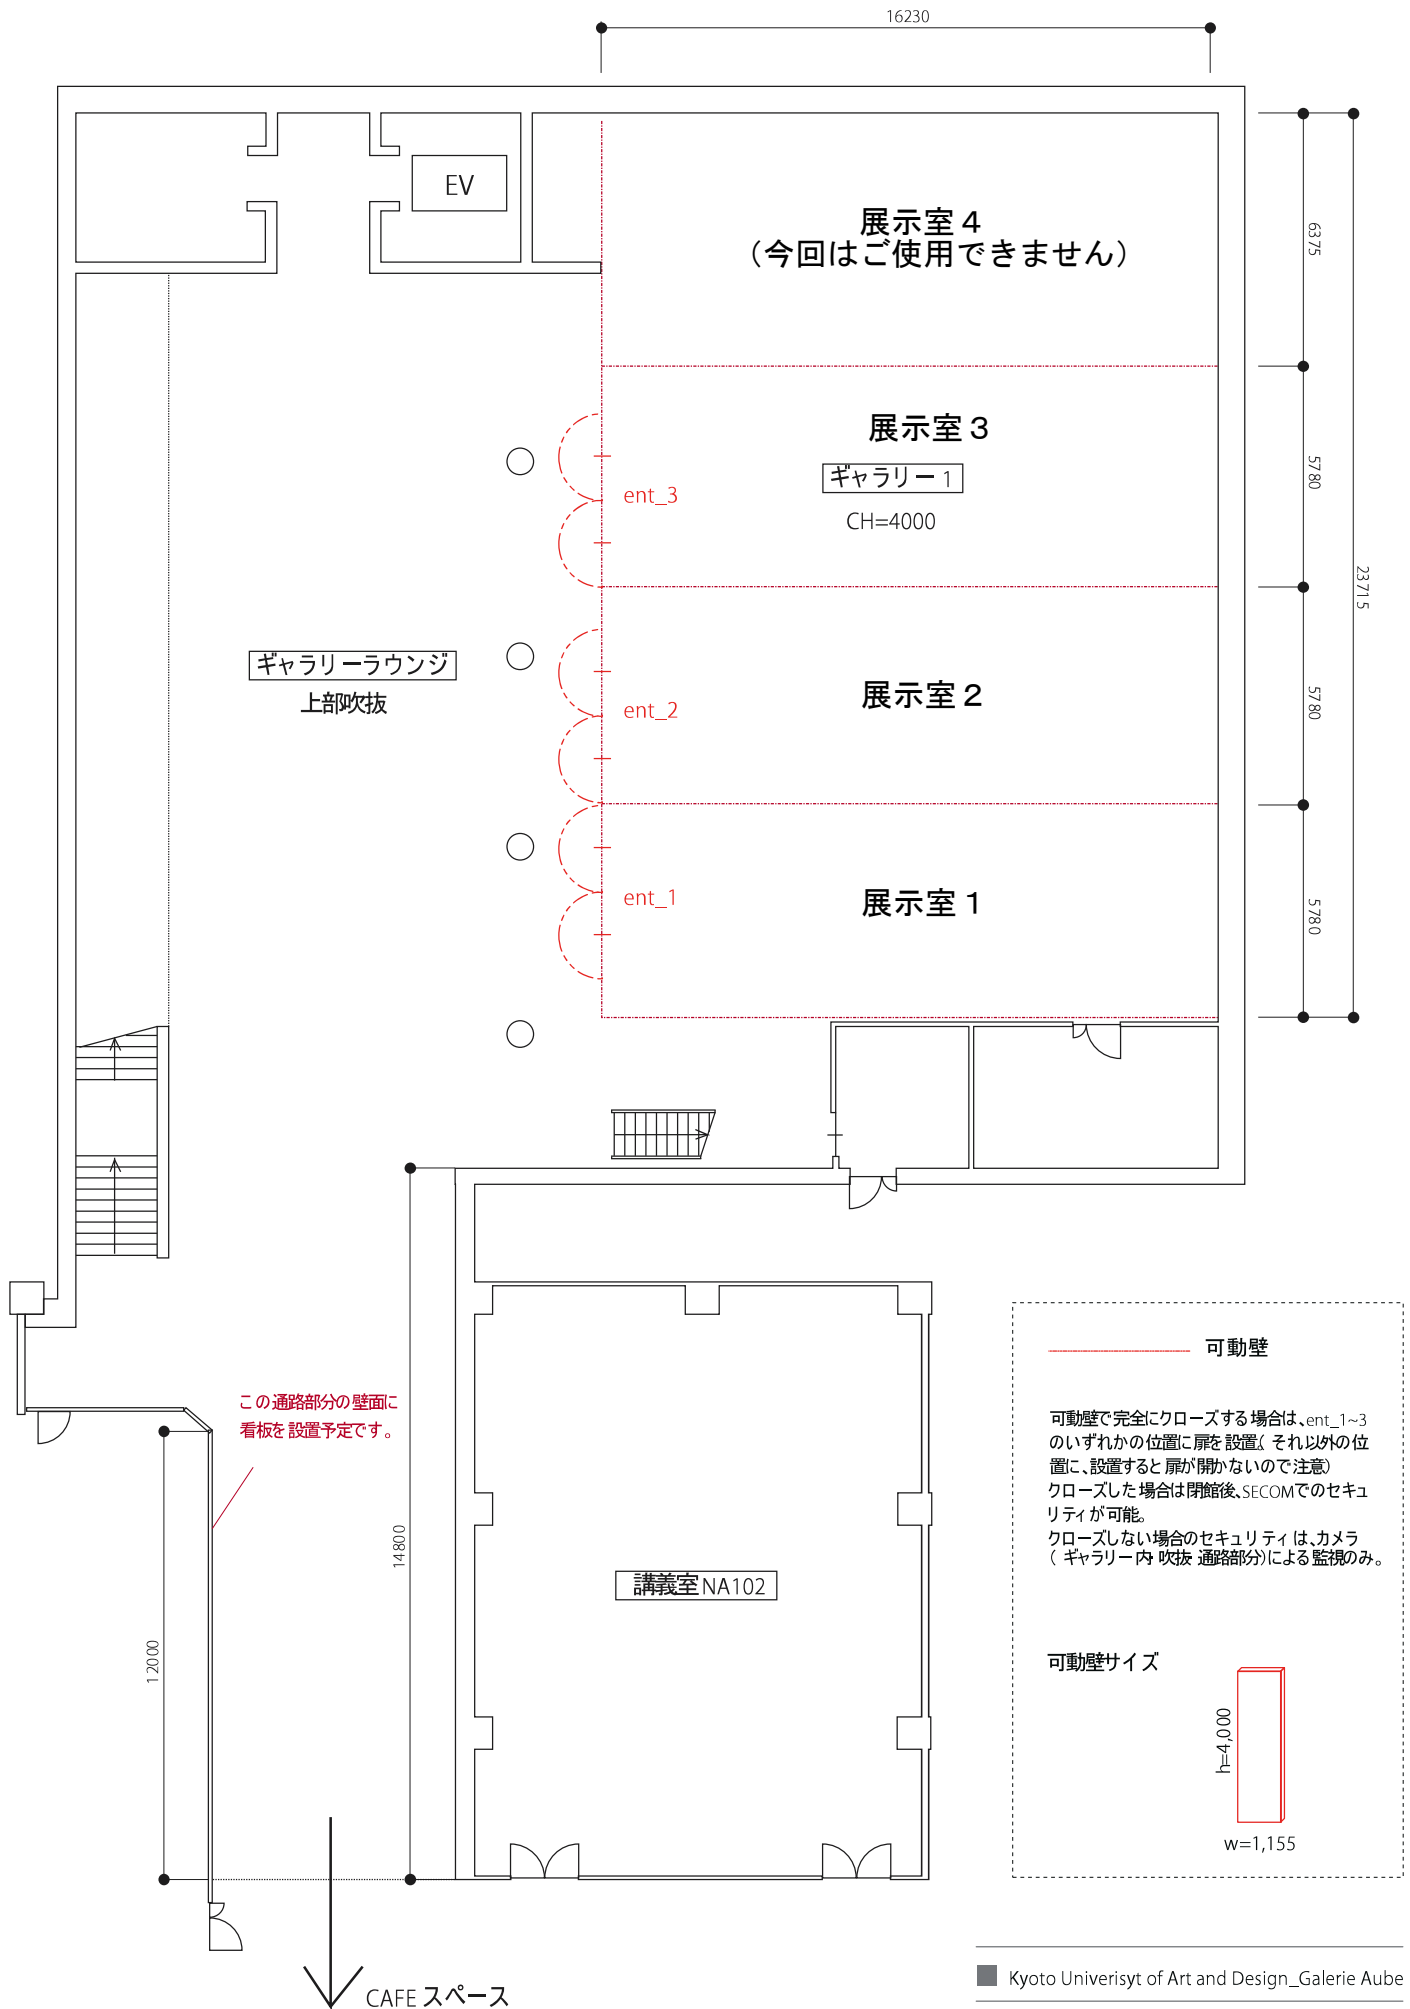 16230
EV
展示室４
（今回はご使用できません）
6375
展示室３
ギャラリー 1
CH=4000
ent_3
5780
23715
ギャラリーラウンジ
上部吹抜
展示室２
ent_2
5780
展示室１
ent_1
5780
この通路部分の壁面に
看板を設置予定です。
14800
12000
講義室NA102
可動壁
可動壁で完全にクローズする場合は、ent_1~3
のいずれかの位置に扉を設置（それ以外の位
置に、設置すると扉が開かないので注意）
クローズした場合は閉館後、SECOMでのセキュ
リティが可能。
クローズしない場合のセキュリティは、カメラ
（ギャラリー内・吹抜・通路部分）による監視のみ。
可動壁サイズ
h=4,000
w=1,155
CAFE スペース
Kyoto Univerisyt of Art and Design_Galerie Aube